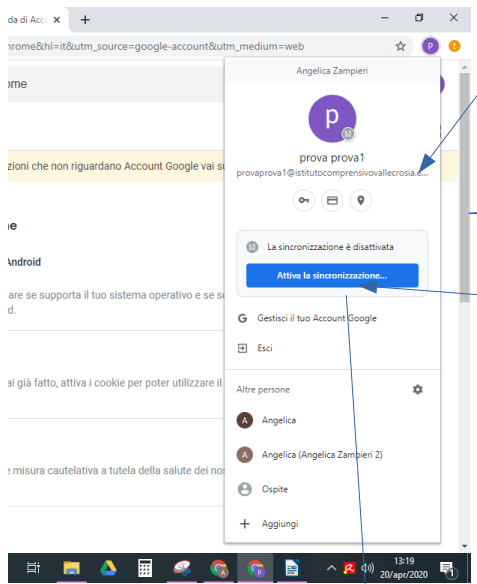 da di Acc
rome&hl=it&utm_source=google-account&utm_medium=web
P
Angelica Zampieri
ome
p
prova prova1
provaprova1@istitutocomprensivovallecrosia.e...
zioni che non riguardano Account Google vai su
La sincronizzazione è disattivata
Attiva la sincronizzazione...
ne
Android
are se supporta il tuo sistema operativo e se so
d.
G Gestisci il tuo Account Google
Esci
ai già fatto, attiva i cookie per poter utilizzare il
Altre persone
A Angelica
A Angelica (Angelica Zampieri 2)
e misura cautelativa a tutela della salute dei nos
Ospite
Aggiungi
13:19
20/apr/2020